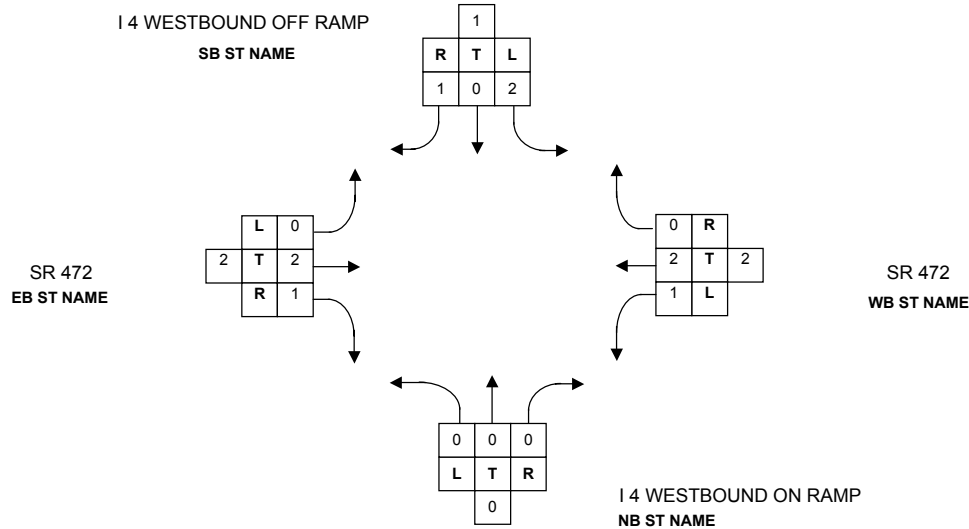 I 4 WESTBOUND OFF RAMP
SB ST NAME
1
R T L
1 0 2
L 0
2 T 2
R 1
SR 472
EB ST NAME
0 R
2 T 2
1 L
SR 472
WB ST NAME
0 0 0
L T R
0
I 4 WESTBOUND ON RAMP
NB ST NAME